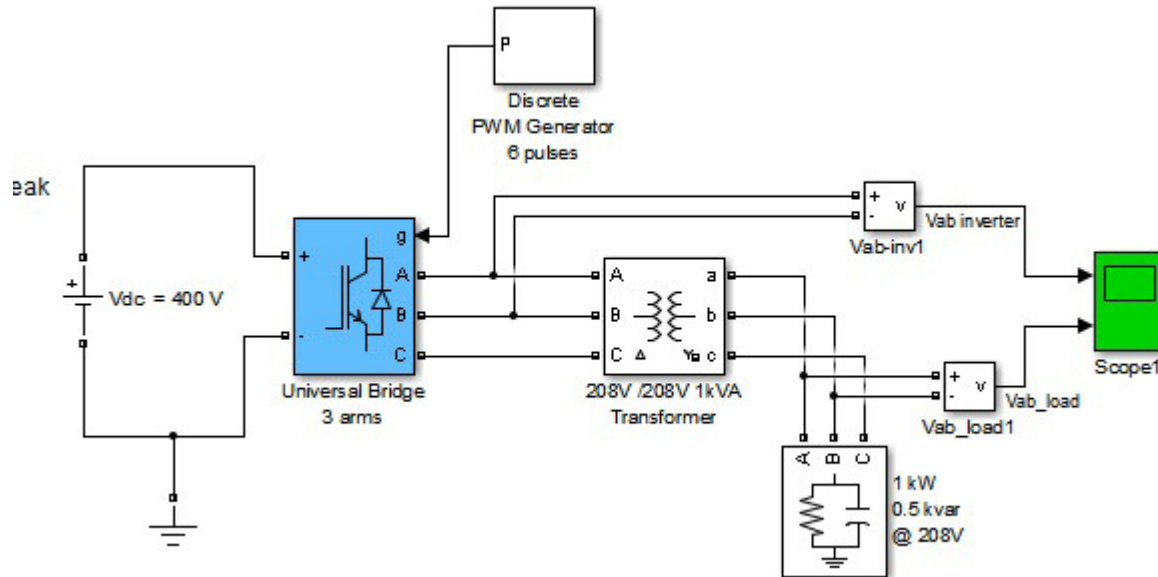 P
Discrete
PWM Generator
6 pulses
eak
+
v
-
Vab inverter
Vab-inv1
g
+
A
B
-
C
Universal Bridge
3 arms
+
Vdc = 400 V
A
a
B
b
C
Δ
Yg
c
208V /208V 1kVA
Transformer
Scope1
+
v
-
Vab_load
Vab_load1
A
B
C
1 kW
0.5 kvar
@ 208V